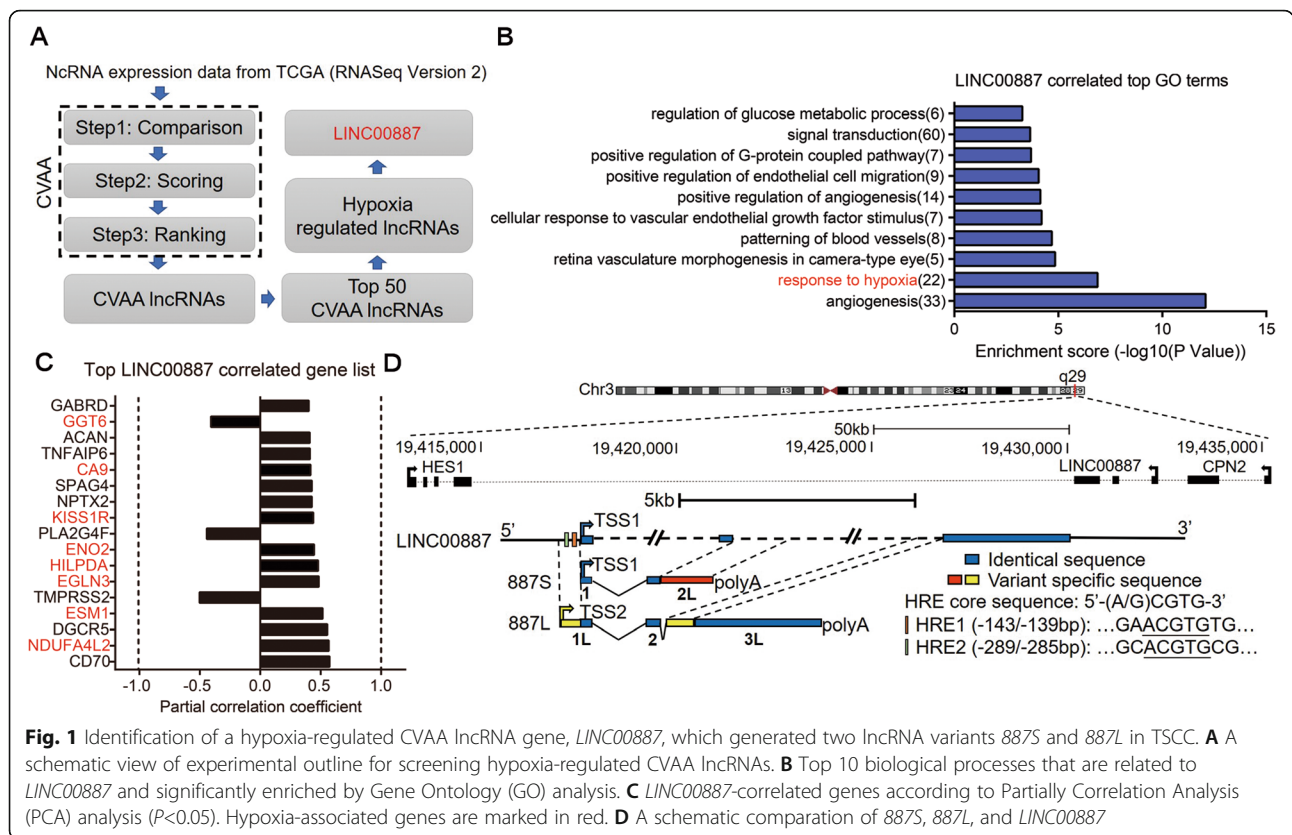 A
NcRNA expression data from TCGA (RNASeq Version 2)
CVAA
Step1: Comparison
Step2: Scoring
Step3: Ranking
CVAA lncRNAs
Top 50
CVAA lncRNAs
Hypoxia
regulated lncRNAs
LINC00887
B
LINC00887 correlated top GO terms
regulation of glucose metabolic process(6)
signal transduction(60)
positive regulation of G-protein coupled pathway(7)
positive regulation of endothelial cell migration(9)
positive regulation of angiogenesis(14)
cellular response to vascular endothelial growth factor stimulus(7)
patterning of blood vessels(8)
retina vasculature morphogenesis in camera-type eye(5)
response to hypoxia(22)
angiogenesis(33)
0 5 10 15
Enrichment score (-log10(P Value))
C
Top LINC00887 correlated gene list
GABRD
GGT6
ACAN
TNFAIP6
CA9
SPAG4
NPTX2
KISS1R
PLA2G4F
ENO2
HILPDA
EGLN3
TMPRSS2
ESM1
DGCR5
NDUFA4L2
CD70
-1.0 -0.5 0.0 0.5 1.0
Partial correlation coefficient
D
q29
Chr3
50kb
19,415,000 19,420,000 19,425,000 19,430,000 19,435,000
HES1 LINC00887 CPN2
5kb
LINC00887 5' TSS1 // // 3'
887S TSS1 1 2L polyA
887L TSS2 1L 2 3L polyA
Identical sequence
Variant specific sequence
HRE core sequence: 5'-(A/G)CGTG-3'
HRE1 (-143/-139bp): ...GAACGTGTG...
HRE2 (-289/-285bp): ...GCACGTGCG...
Fig. 1 Identification of a hypoxia-regulated CVAA lncRNA gene, LINC00887, which generated two lncRNA variants 887S and 887L in TSCC. A A
schematic view of experimental outline for screening hypoxia-regulated CVAA lncRNAs. B Top 10 biological processes that are related to
LINC00887 and significantly enriched by Gene Ontology (GO) analysis. C LINC00887-correlated genes according to Partially Correlation Analysis
(PCA) analysis (P<0.05). Hypoxia-associated genes are marked in red. D A schematic comparation of 887S, 887L, and LINC00887